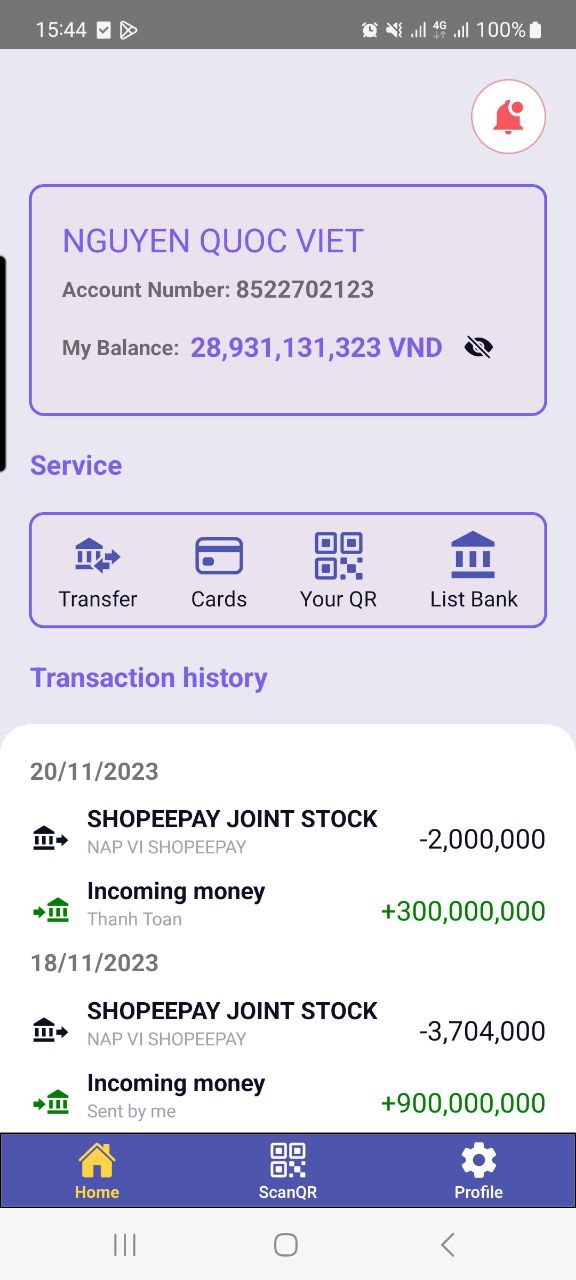 15:44 4G 100%
NGUYEN QUOC VIET
Account Number: 8522702123
My Balance: 28,931,131,323 VND
Service
Transfer Cards Your QR List Bank
Transaction history
20/11/2023
SHOPEEPAY JOINT STOCK
NAP VI SHOPEEPAY
-2,000,000
Incoming money
Thanh Toan
+300,000,000
18/11/2023
SHOPEEPAY JOINT STOCK
NAP VI SHOPEEPAY
-3,704,000
Incoming money
Sent by me
+900,000,000
Home ScanQR Profile